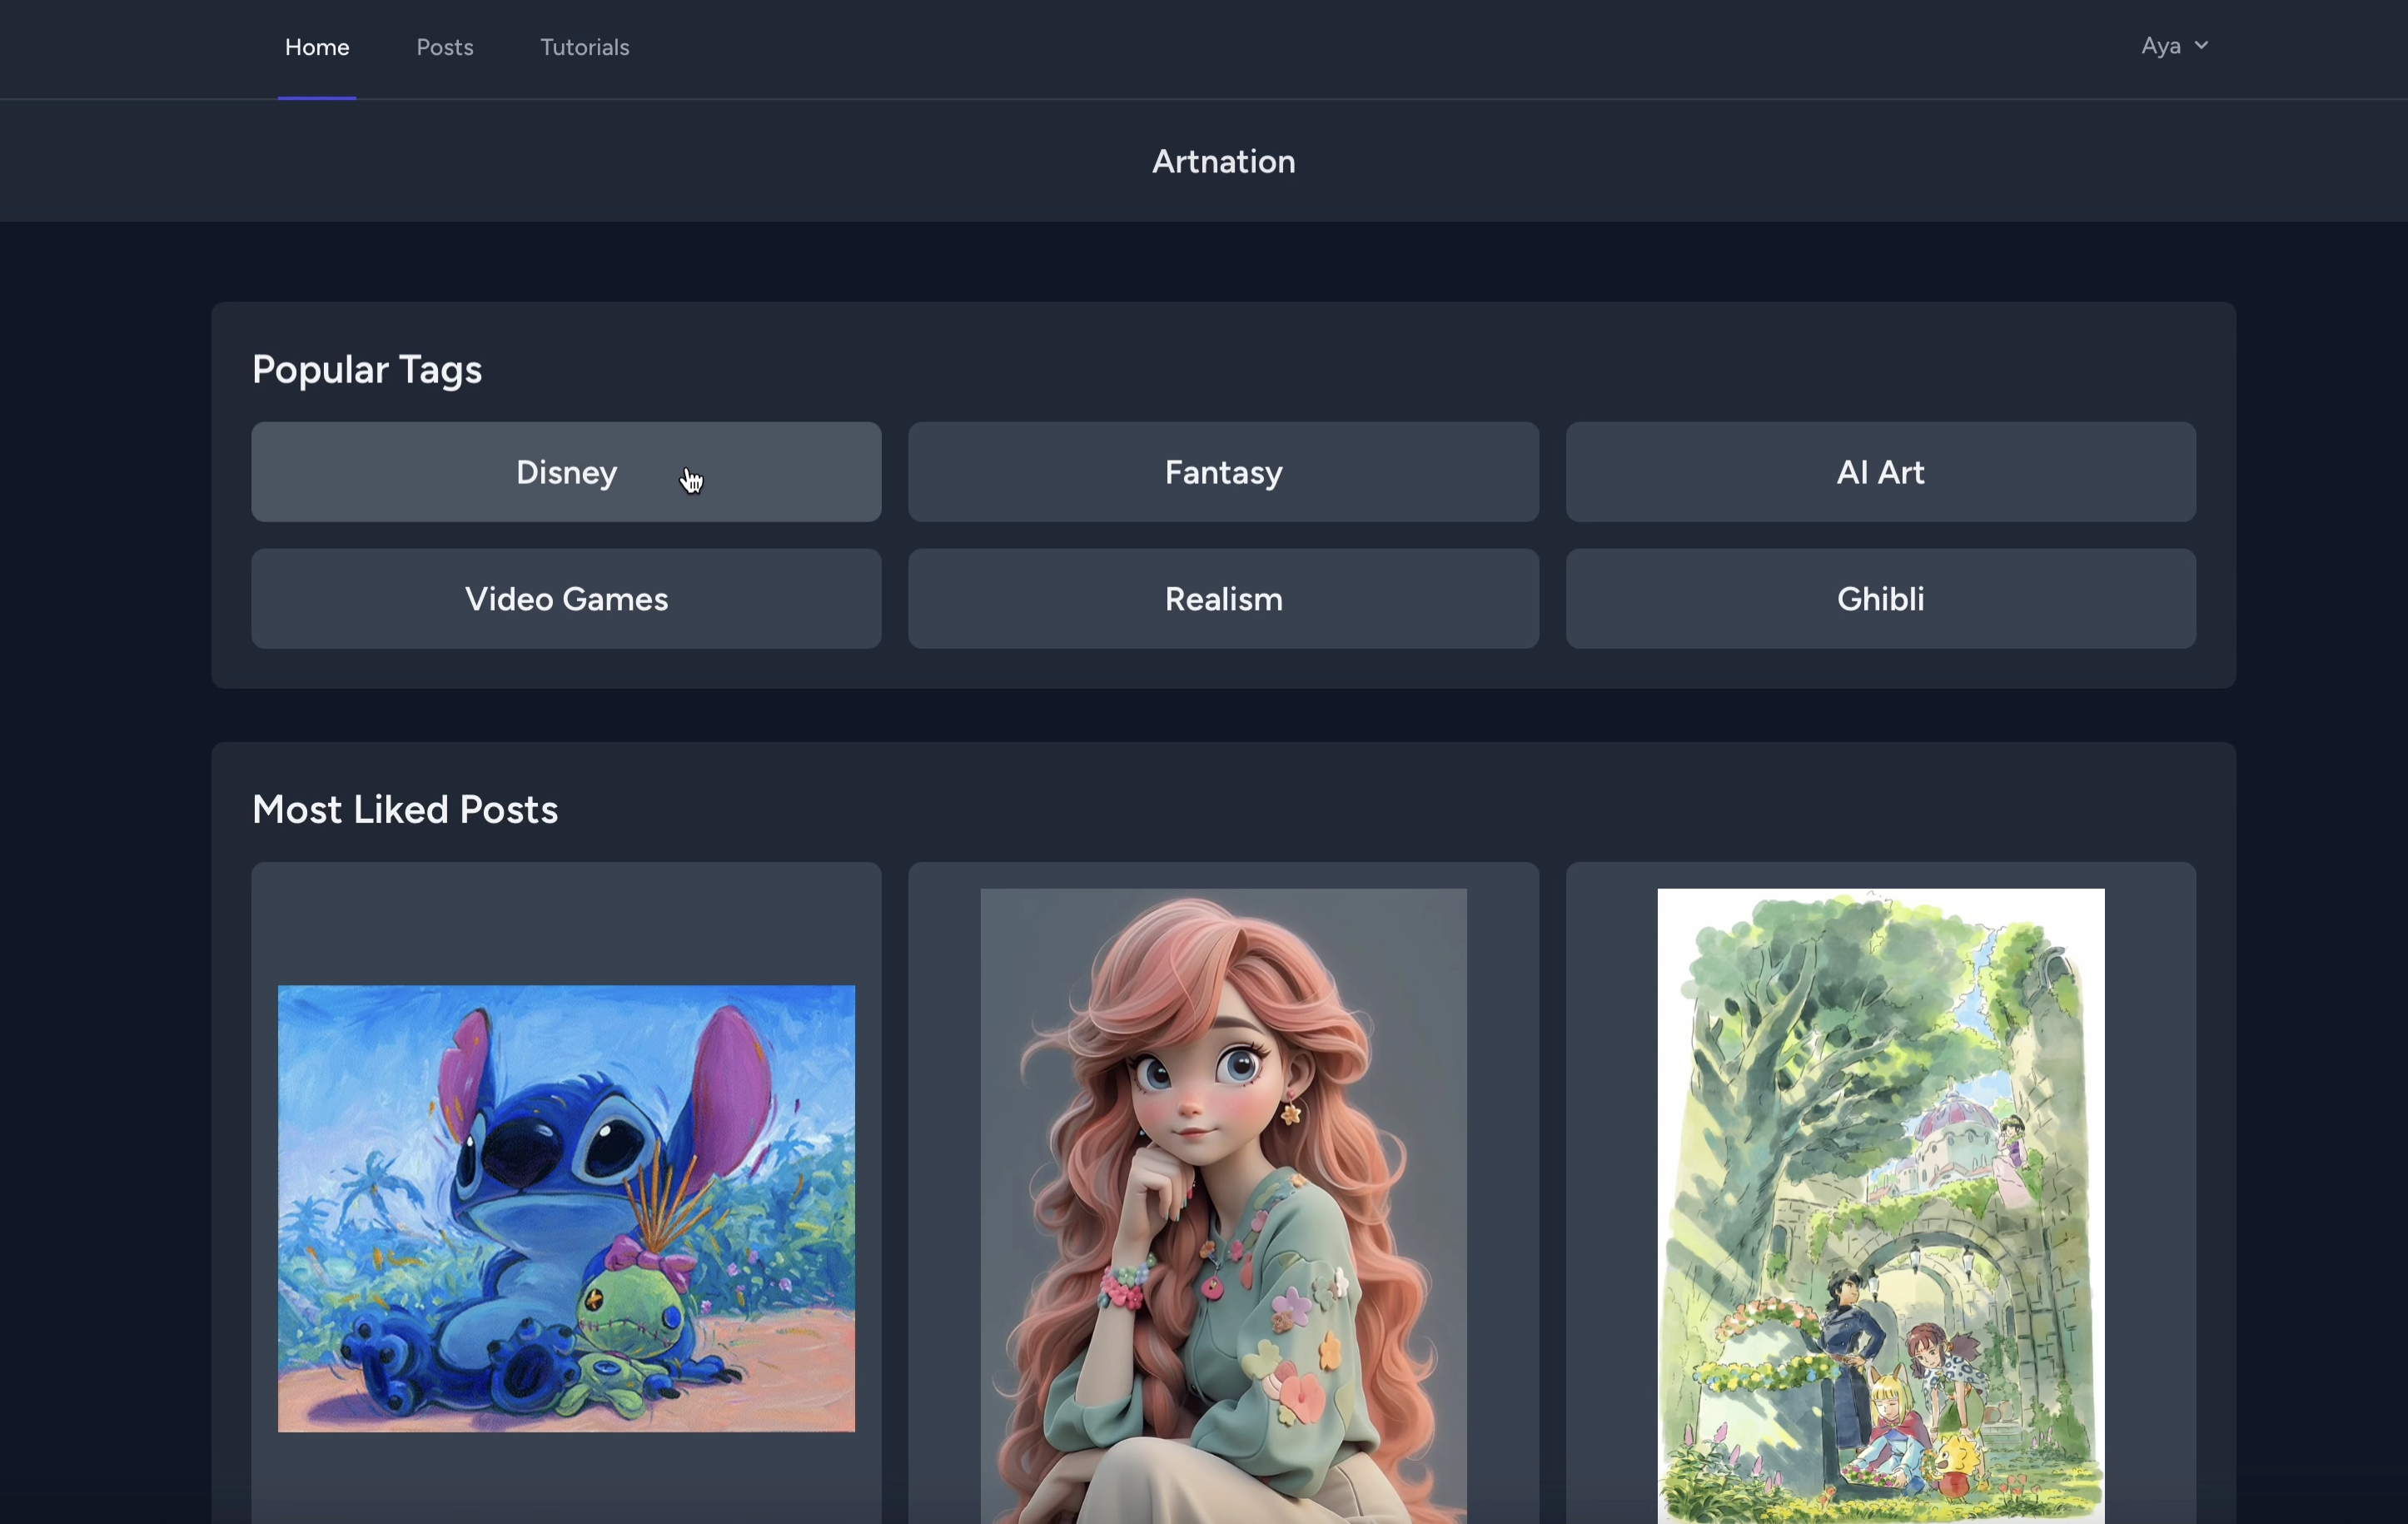 Home Posts Tutorials Aya
Artnation
Popular Tags
Disney Fantasy AI Art
Video Games Realism Ghibli
Most Liked Posts